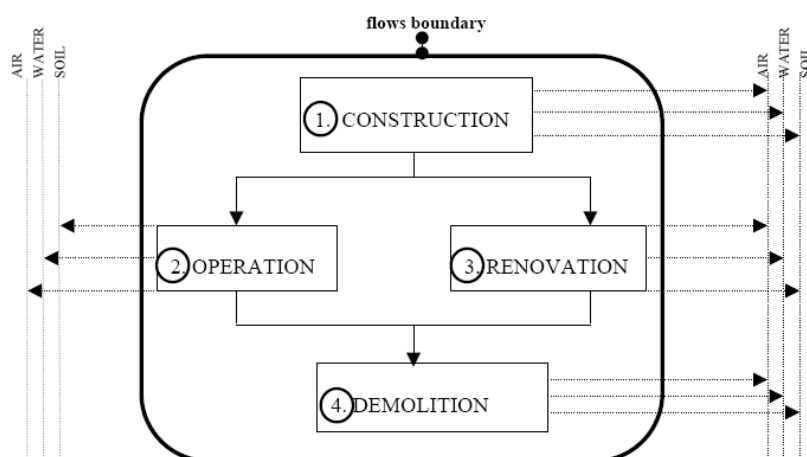 flows boundary
AIR
WATER
SOIL
AIR
WATER
SOIL
1. CONSTRUCTION
2. OPERATION
3. RENOVATION
4. DEMOLITION